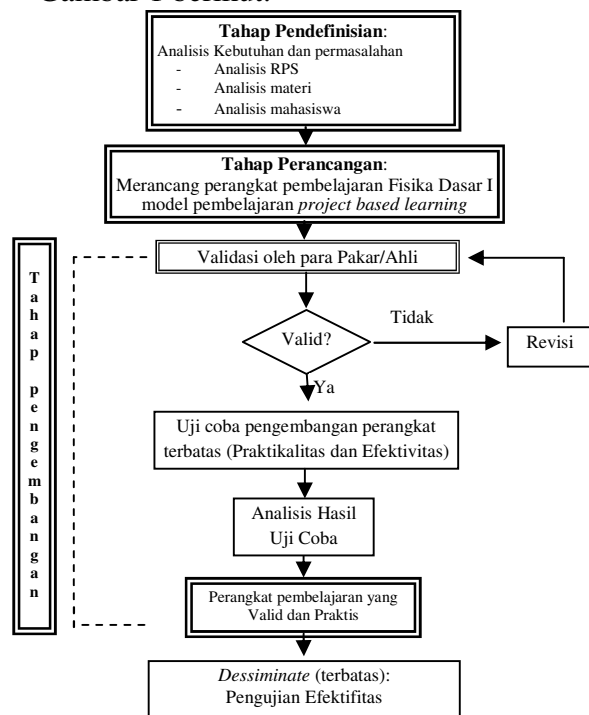 Gambar 1 berikut.
Tahap Pendefinisian:
Analisis Kebutuhan dan permasalahan
- Analisis RPS
- Analisis materi
- Analisis mahasiswa
Tahap Perancangan:
Merancang perangkat pembelajaran Fisika Dasar I
model pembelajaran project based learning
Tahap pengembangan
Validasi oleh para Pakar/Ahli
Valid?
Tidak
Revisi
Ya
Uji coba pengembangan perangkat
terbatas (Praktikalitas dan Efektivitas)
Analisis Hasil
Uji Coba
Perangkat pembelajaran yang
Valid dan Praktis
Dessiminate (terbatas):
Pengujian Efektifitas